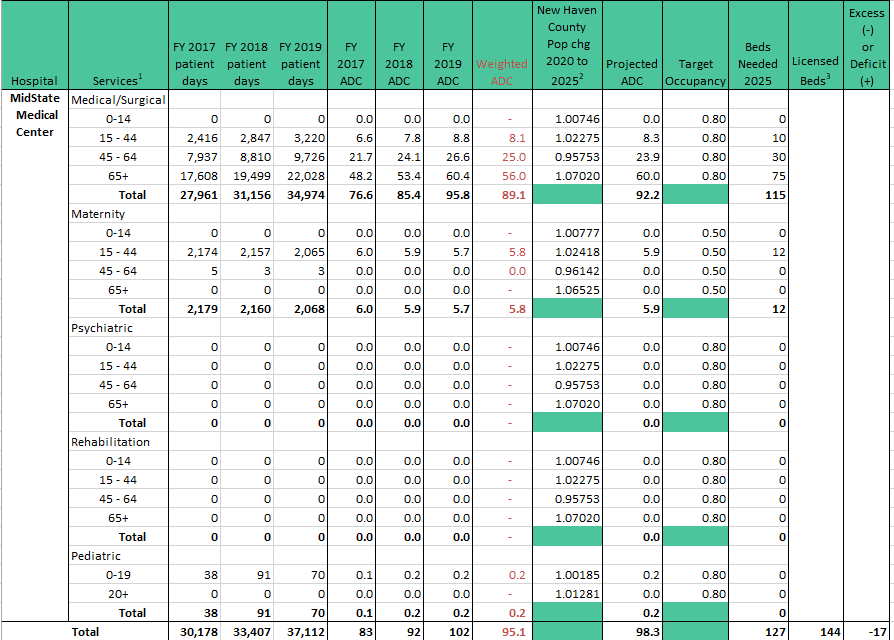 Hospital Services1 FY 2017 patient days FY 2018 patient days FY 2019 patient days FY 2017 ADC FY 2018 ADC FY 2019 ADC Weighted ADC New Haven County Pop chg 2020 to 20252 Projected ADC Target Occupancy Beds Needed 2025 Licensed Beds3 Excess (-) or Deficit (+)
MidState Medical Center
Medical/Surgical
0-14 0 0 0 0.0 0.0 0.0 - 1.00746 0.0 0.80 0
15 - 44 2,416 2,847 3,220 6.6 7.8 8.8 8.1 1.02275 8.3 0.80 10
45 - 64 7,937 8,810 9,726 21.7 24.1 26.6 25.0 0.95753 23.9 0.80 30
65+ 17,608 19,499 22,028 48.2 53.4 60.4 56.0 1.07020 60.0 0.80 75
Total 27,961 31,156 34,974 76.6 85.4 95.8 89.1 92.2 115
Maternity
0-14 0 0 0 0.0 0.0 0.0 - 1.00777 0.0 0.50 0
15 - 44 2,174 2,157 2,065 6.0 5.9 5.7 5.8 1.02418 5.9 0.50 12
45 - 64 5 3 3 0.0 0.0 0.0 0.0 0.96142 0.0 0.50 0
65+ 0 0 0 0.0 0.0 0.0 - 1.06525 0.0 0.50 0
Total 2,179 2,160 2,068 6.0 5.9 5.7 5.8 5.9 12
Psychiatric
0-14 0 0 0 0.0 0.0 0.0 - 1.00746 0.0 0.80 0
15 - 44 0 0 0 0.0 0.0 0.0 - 1.02275 0.0 0.80 0
45 - 64 0 0 0 0.0 0.0 0.0 - 0.95753 0.0 0.80 0
65+ 0 0 0 0.0 0.0 0.0 - 1.07020 0.0 0.80 0
Total 0 0 0 0.0 0.0 0.0 - 0.0 0
Rehabilitation
0-14 0 0 0 0.0 0.0 0.0 - 1.00746 0.0 0.80 0
15 - 44 0 0 0 0.0 0.0 0.0 - 1.02275 0.0 0.80 0
45 - 64 0 0 0 0.0 0.0 0.0 - 0.95753 0.0 0.80 0
65+ 0 0 0 0.0 0.0 0.0 - 1.07020 0.0 0.80 0
Total 0 0 0 0.0 0.0 0.0 - 0.0 0
Pediatric
0-19 38 91 70 0.1 0.2 0.2 0.2 1.00185 0.2 0.80 0
20+ 0 0 0 0.0 0.0 0.0 - 1.01281 0.0 0.80 0
Total 38 91 70 0.1 0.2 0.2 0.2 0.2 0
Total 30,178 33,407 37,112 83 92 102 95.1 98.3 127 144 -17